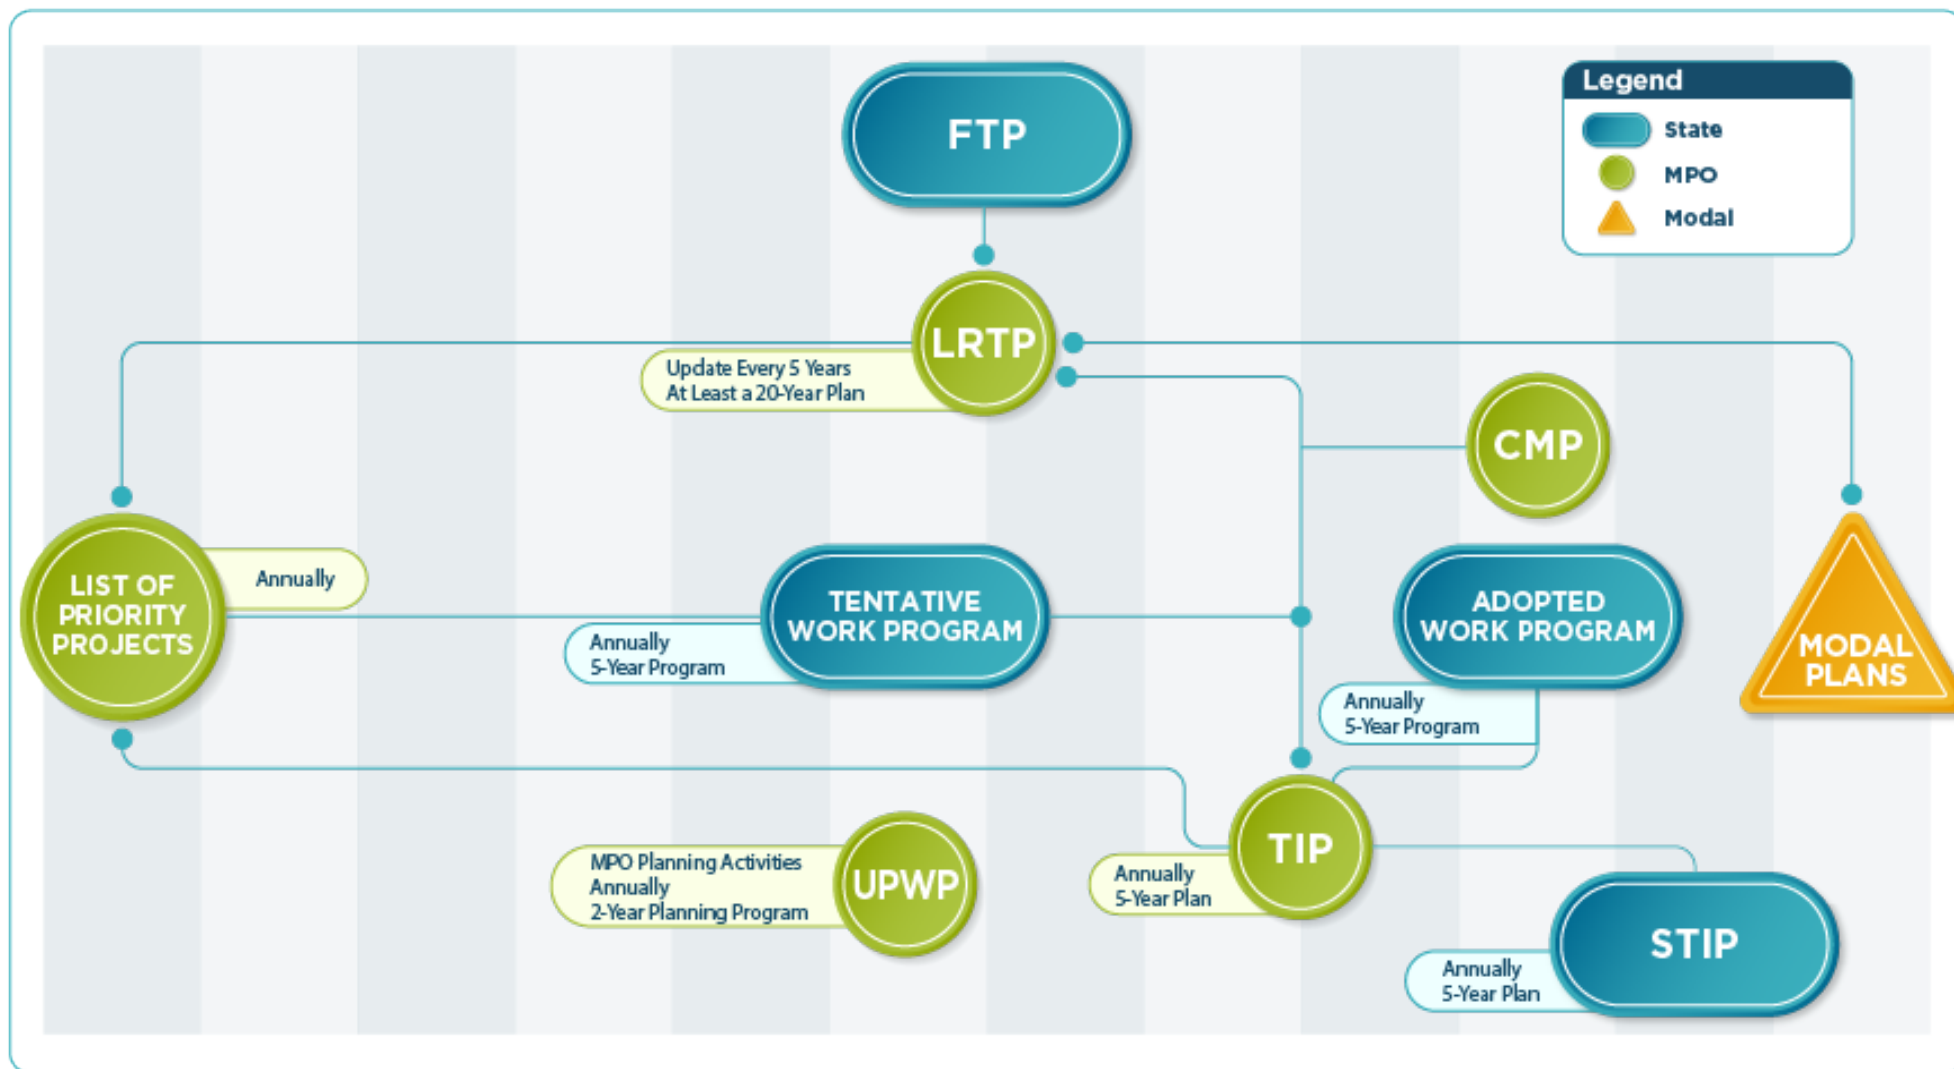 FTP
Legend
State
MPO
Modal
LRTP
Update Every 5 Years
At Least a 20-Year Plan
CMP
LIST OF
PRIORITY
PROJECTS
Annually
TENTATIVE
WORK PROGRAM
Annually
5-Year Program
ADOPTED
WORK PROGRAM
Annually
5-Year Program
MODAL
PLANS
UPWP
MPO Planning Activities
Annually
2-Year Planning Program
TIP
Annually
5-Year Plan
STIP
Annually
5-Year Plan